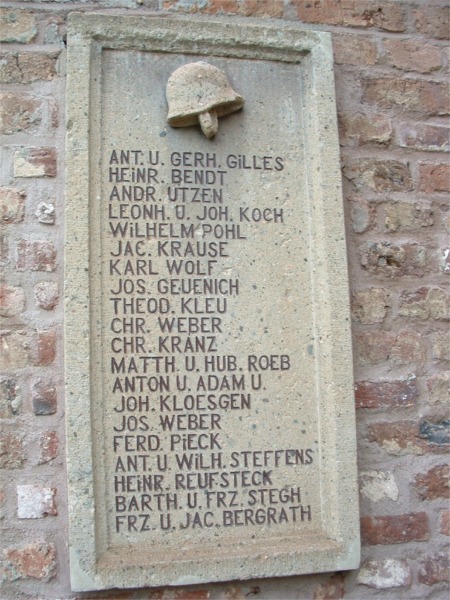 ANT. U. GERH. GILLES
HEINR. BENDT
ANDR. UTZEN
LEONH. U. JOH. KOCH
WILHELM POHL
JAC. KRAUSE
KARL WOLF
JOS. GEUENICH
THEOD. KLEU
CHR. WEBER
CHR. KRANZ
MATTH. U. HUB. ROEB
ANTON U. ADAM U.
JOH. KLOESGEN
JOS. WEBER
FERD. PIECK
ANT. U. WILH. STEFFENS
HEINR. REUFSTECK
BARTH. U. FRZ. STEGH
FRZ. U. JAC. BERGRATH